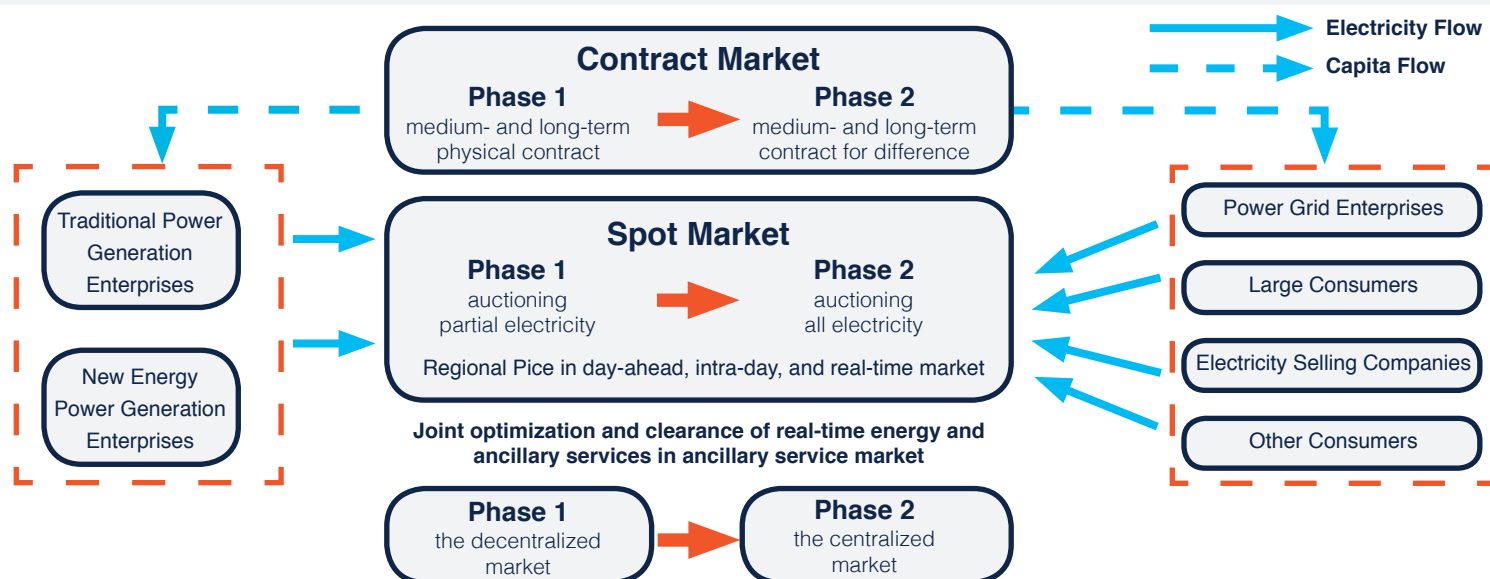 Electricity Flow
Capita Flow
Contract Market
Phase 1
medium- and long-term
physical contract
Phase 2
medium- and long-term
contract for difference
Traditional Power
Generation
Enterprises
New Energy
Power Generation
Enterprises
Spot Market
Phase 1
auctioning
partial electricity
Phase 2
auctioning
all electricity
Regional Pice in day-ahead, intra-day, and real-time market
Joint optimization and clearance of real-time energy and
ancillary services in ancillary service market
Phase 1
the decentralized
market
Phase 2
the centralized
market
Power Grid Enterprises
Large Consumers
Electricity Selling Companies
Other Consumers